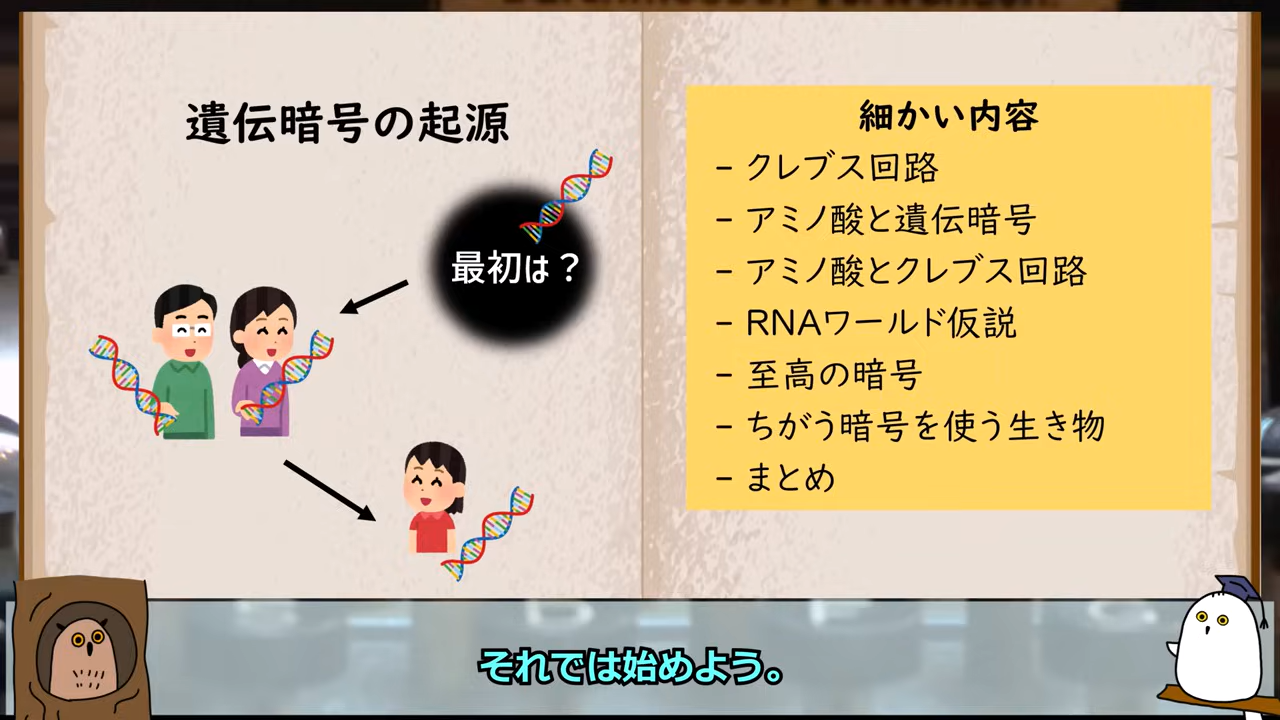 遺伝暗号の起源
最初は？
細かい内容
- クレブス回路
- アミノ酸と遺伝暗号
- アミノ酸とクレブス回路
- RNAワールド仮説
- 至高の暗号
- ちがう暗号を使う生き物
- まとめ
それでは始めよう。